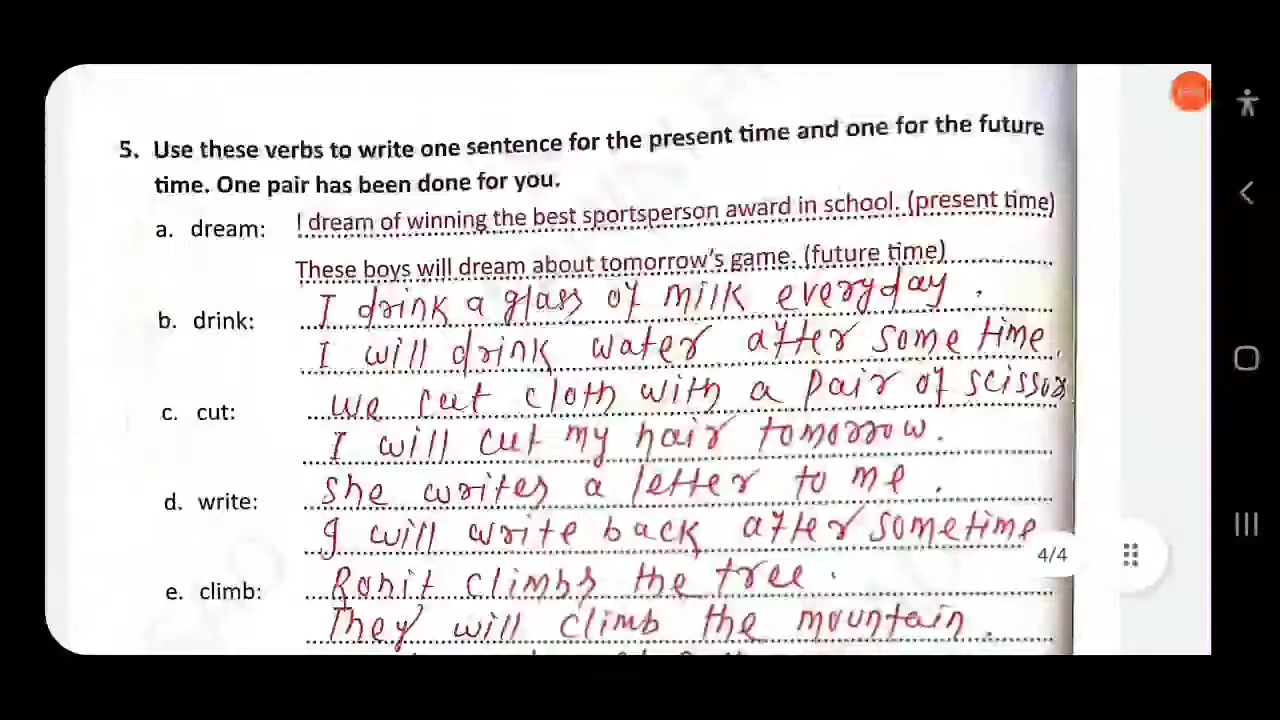 5. Use these verbs to write one sentence for the present time and one for the future
time. One pair has been done for you.
a. dream: I dream of winning the best sportsperson award in school. (present time)
These boys will dream about tomorrow's game. (future time)
b. drink: I drink a glass of milk everyday.
I will drink water after some time.
c. cut: We cut cloth with a pair of scissors
I will cut my hair tomorrow.
d. write: She writes a letter to me.
I will write back after sometime
4/4
e. climb: Ronit climbs the tree.
They will climb the mountain.